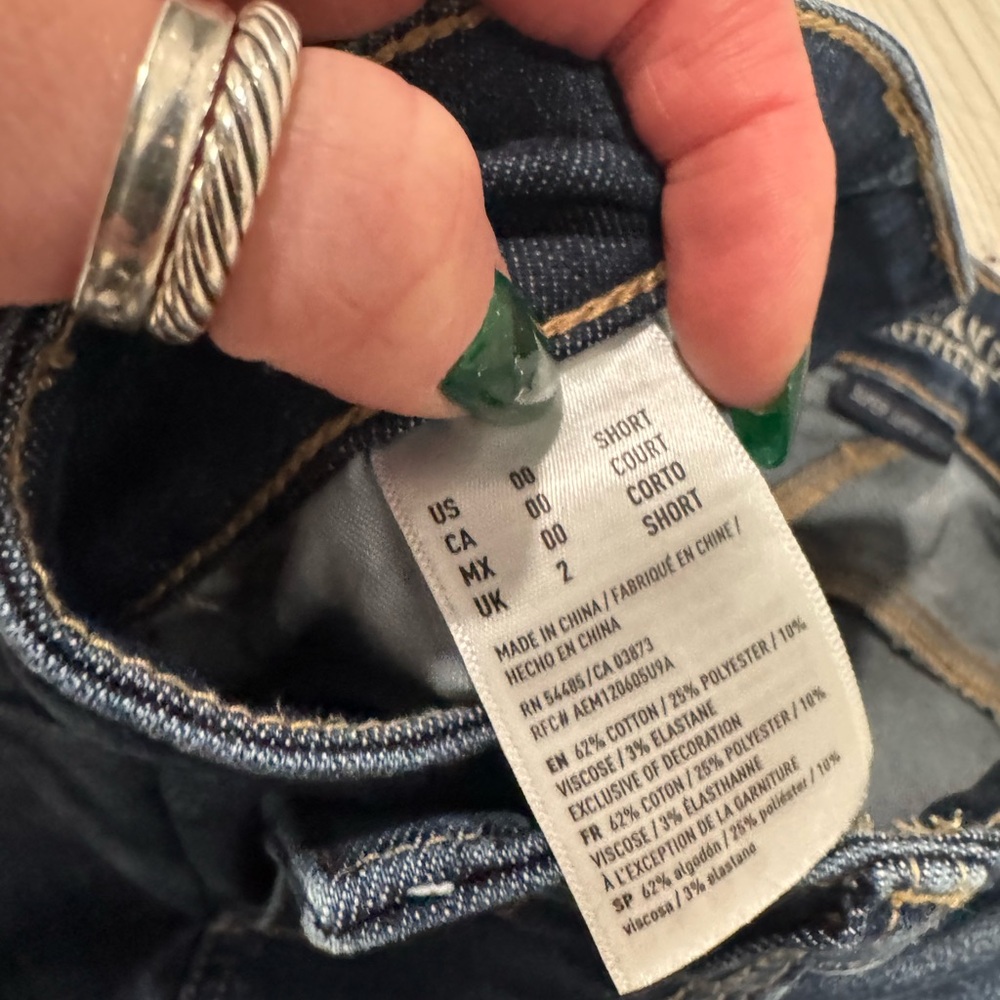 US 00 SHORT
CA 00 COURT
MX 00 CORTO
UK 2 SHORT
MADE IN CHINA / FABRIQUÉ EN CHINE /
HECHO EN CHINA
RN 54485 / CA 03873
RFC# AEM120605U9A
EN 62% COTTON / 25% POLYESTER / 10%
VISCOSE / 3% ELASTANE
EXCLUSIVE OF DECORATION
FR 62% COTON / 25% POLYESTER / 10%
VISCOSE / 3% ÉLASTHANNE
À L'EXCEPTION DE LA GARNITURE
SP 62% algodón / 25% poliéster / 10%
viscosa / 3% elastano